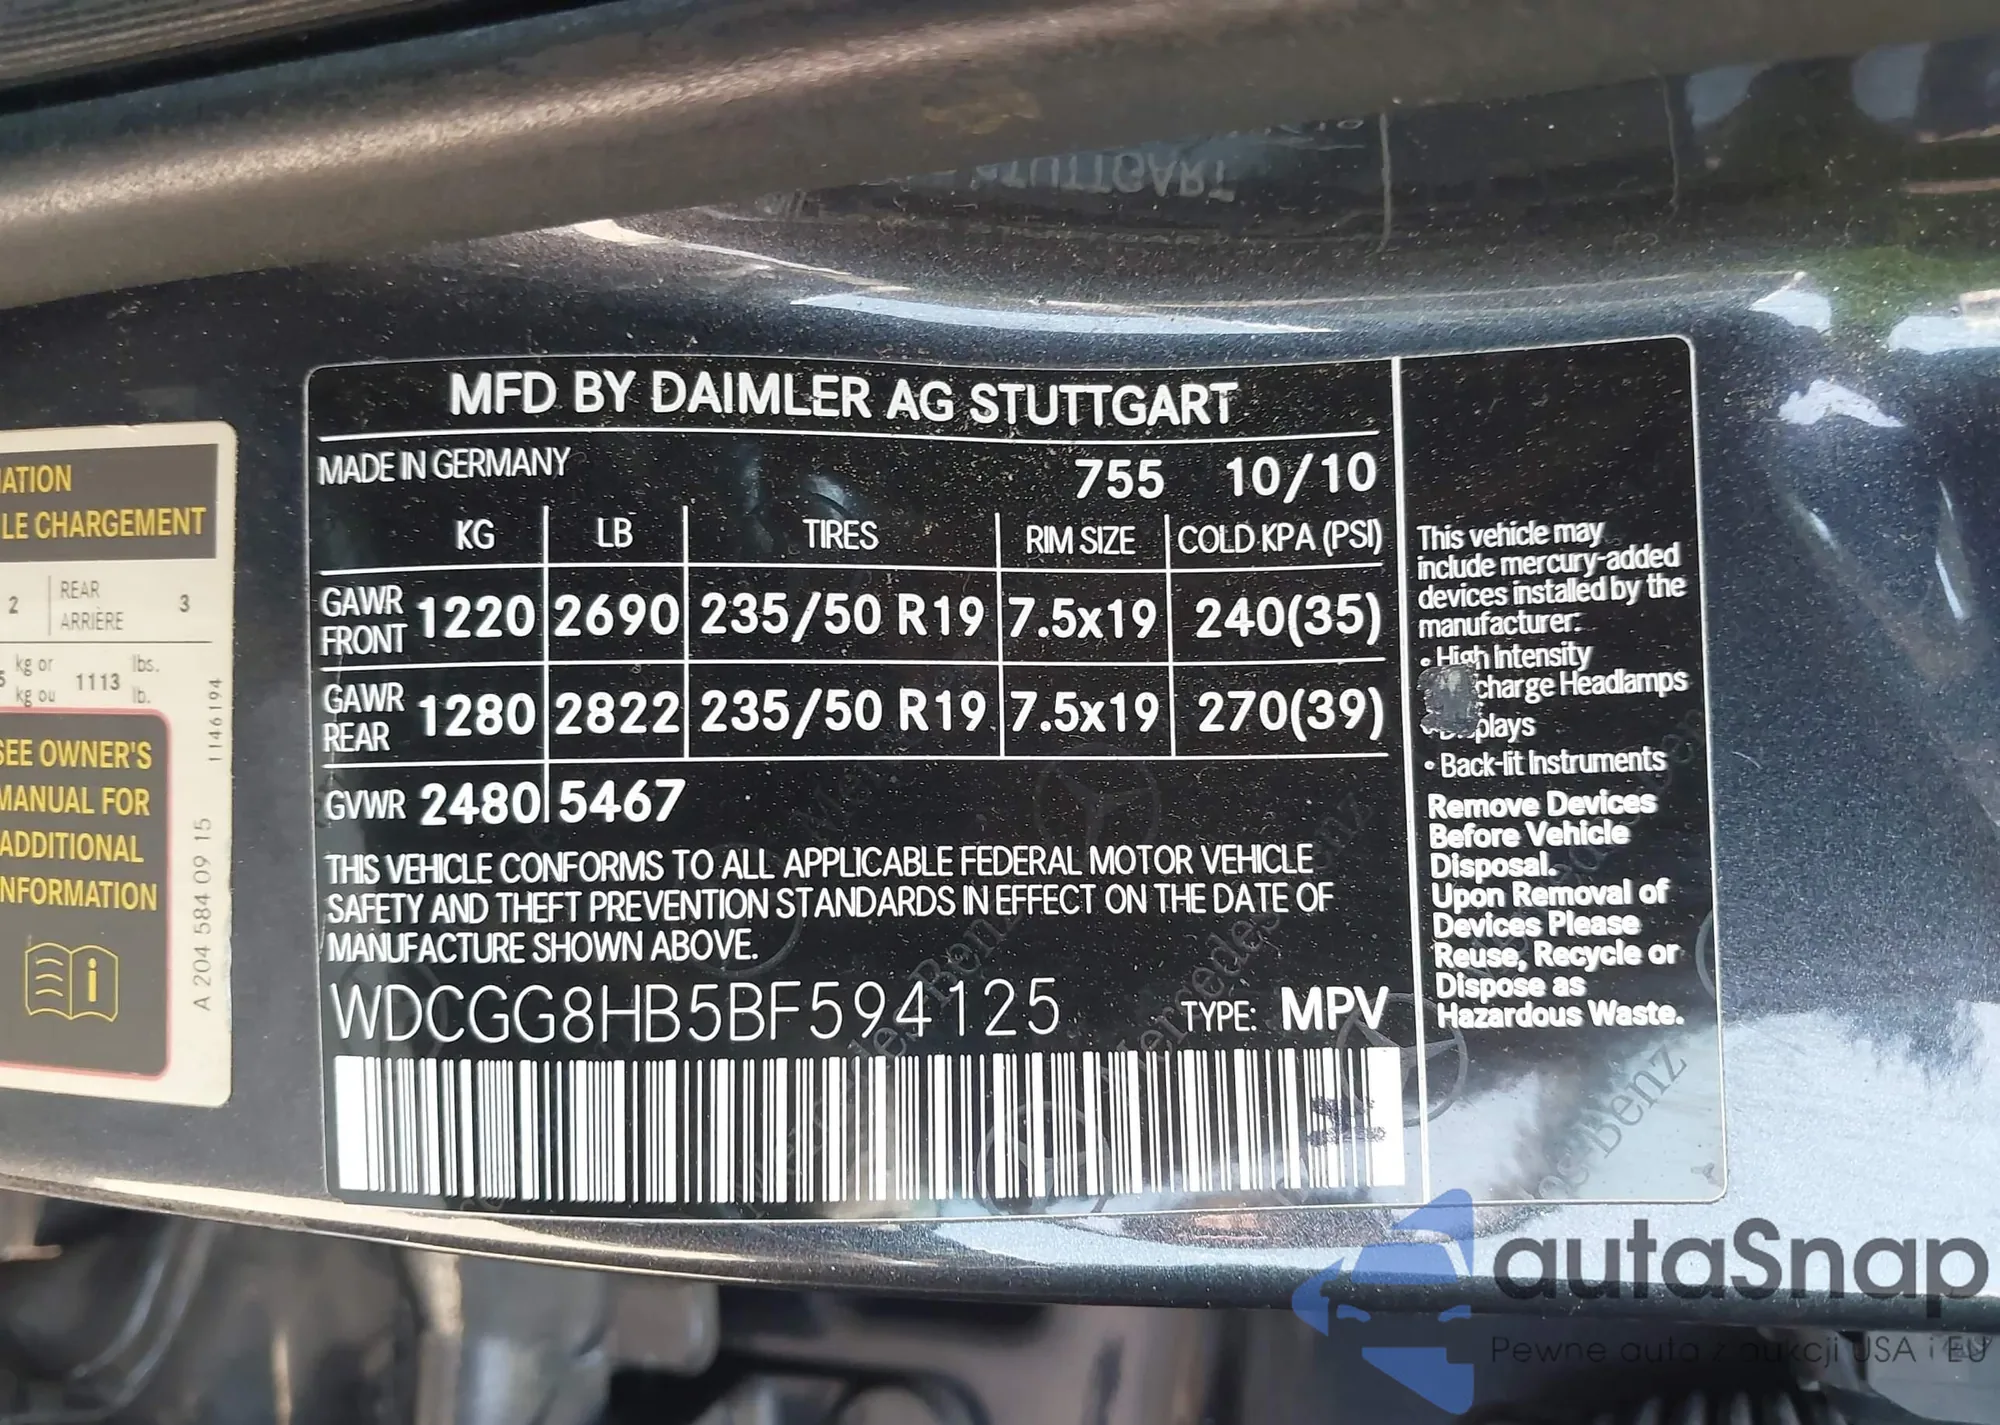 MFD BY DAIMLER AG STUTTGART
MADE IN GERMANY 755 10/10
KG LB TIRES RIM SIZE COLD KPA (PSI)
GAWR FRONT 1220 2690 235/50 R19 7.5x19 240(35)
GAWR REAR 1280 2822 235/50 R19 7.5x19 270(39)
GVWR 2480 5467
THIS VEHICLE CONFORMS TO ALL APPLICABLE FEDERAL MOTOR VEHICLE
SAFETY AND THEFT PREVENTION STANDARDS IN EFFECT ON THE DATE OF
MANUFACTURE SHOWN ABOVE.
WDCGG8HB5BF594125 TYPE: MPV
This vehicle may
include mercury-added
devices installed by the
manufacturer:
• High Intensity
charge Headlamps
plays
• Back-lit Instruments
Remove Devices
Before Vehicle
Disposal.
Upon Removal of
Devices Please
Reuse, Recycle or
Dispose as
Hazardous Waste.
ATION
LE CHARGEMENT
2 REAR 3
ARRIÈRE
5 kg or 1113 lbs.
kg ou lb.
SEE OWNER'S
MANUAL FOR
ADDITIONAL
INFORMATION
A 204 584 09 15 1146194
STUTTGART
Mercedes-Benz
autaSnap
Pewne auta z aukcji USA i EU